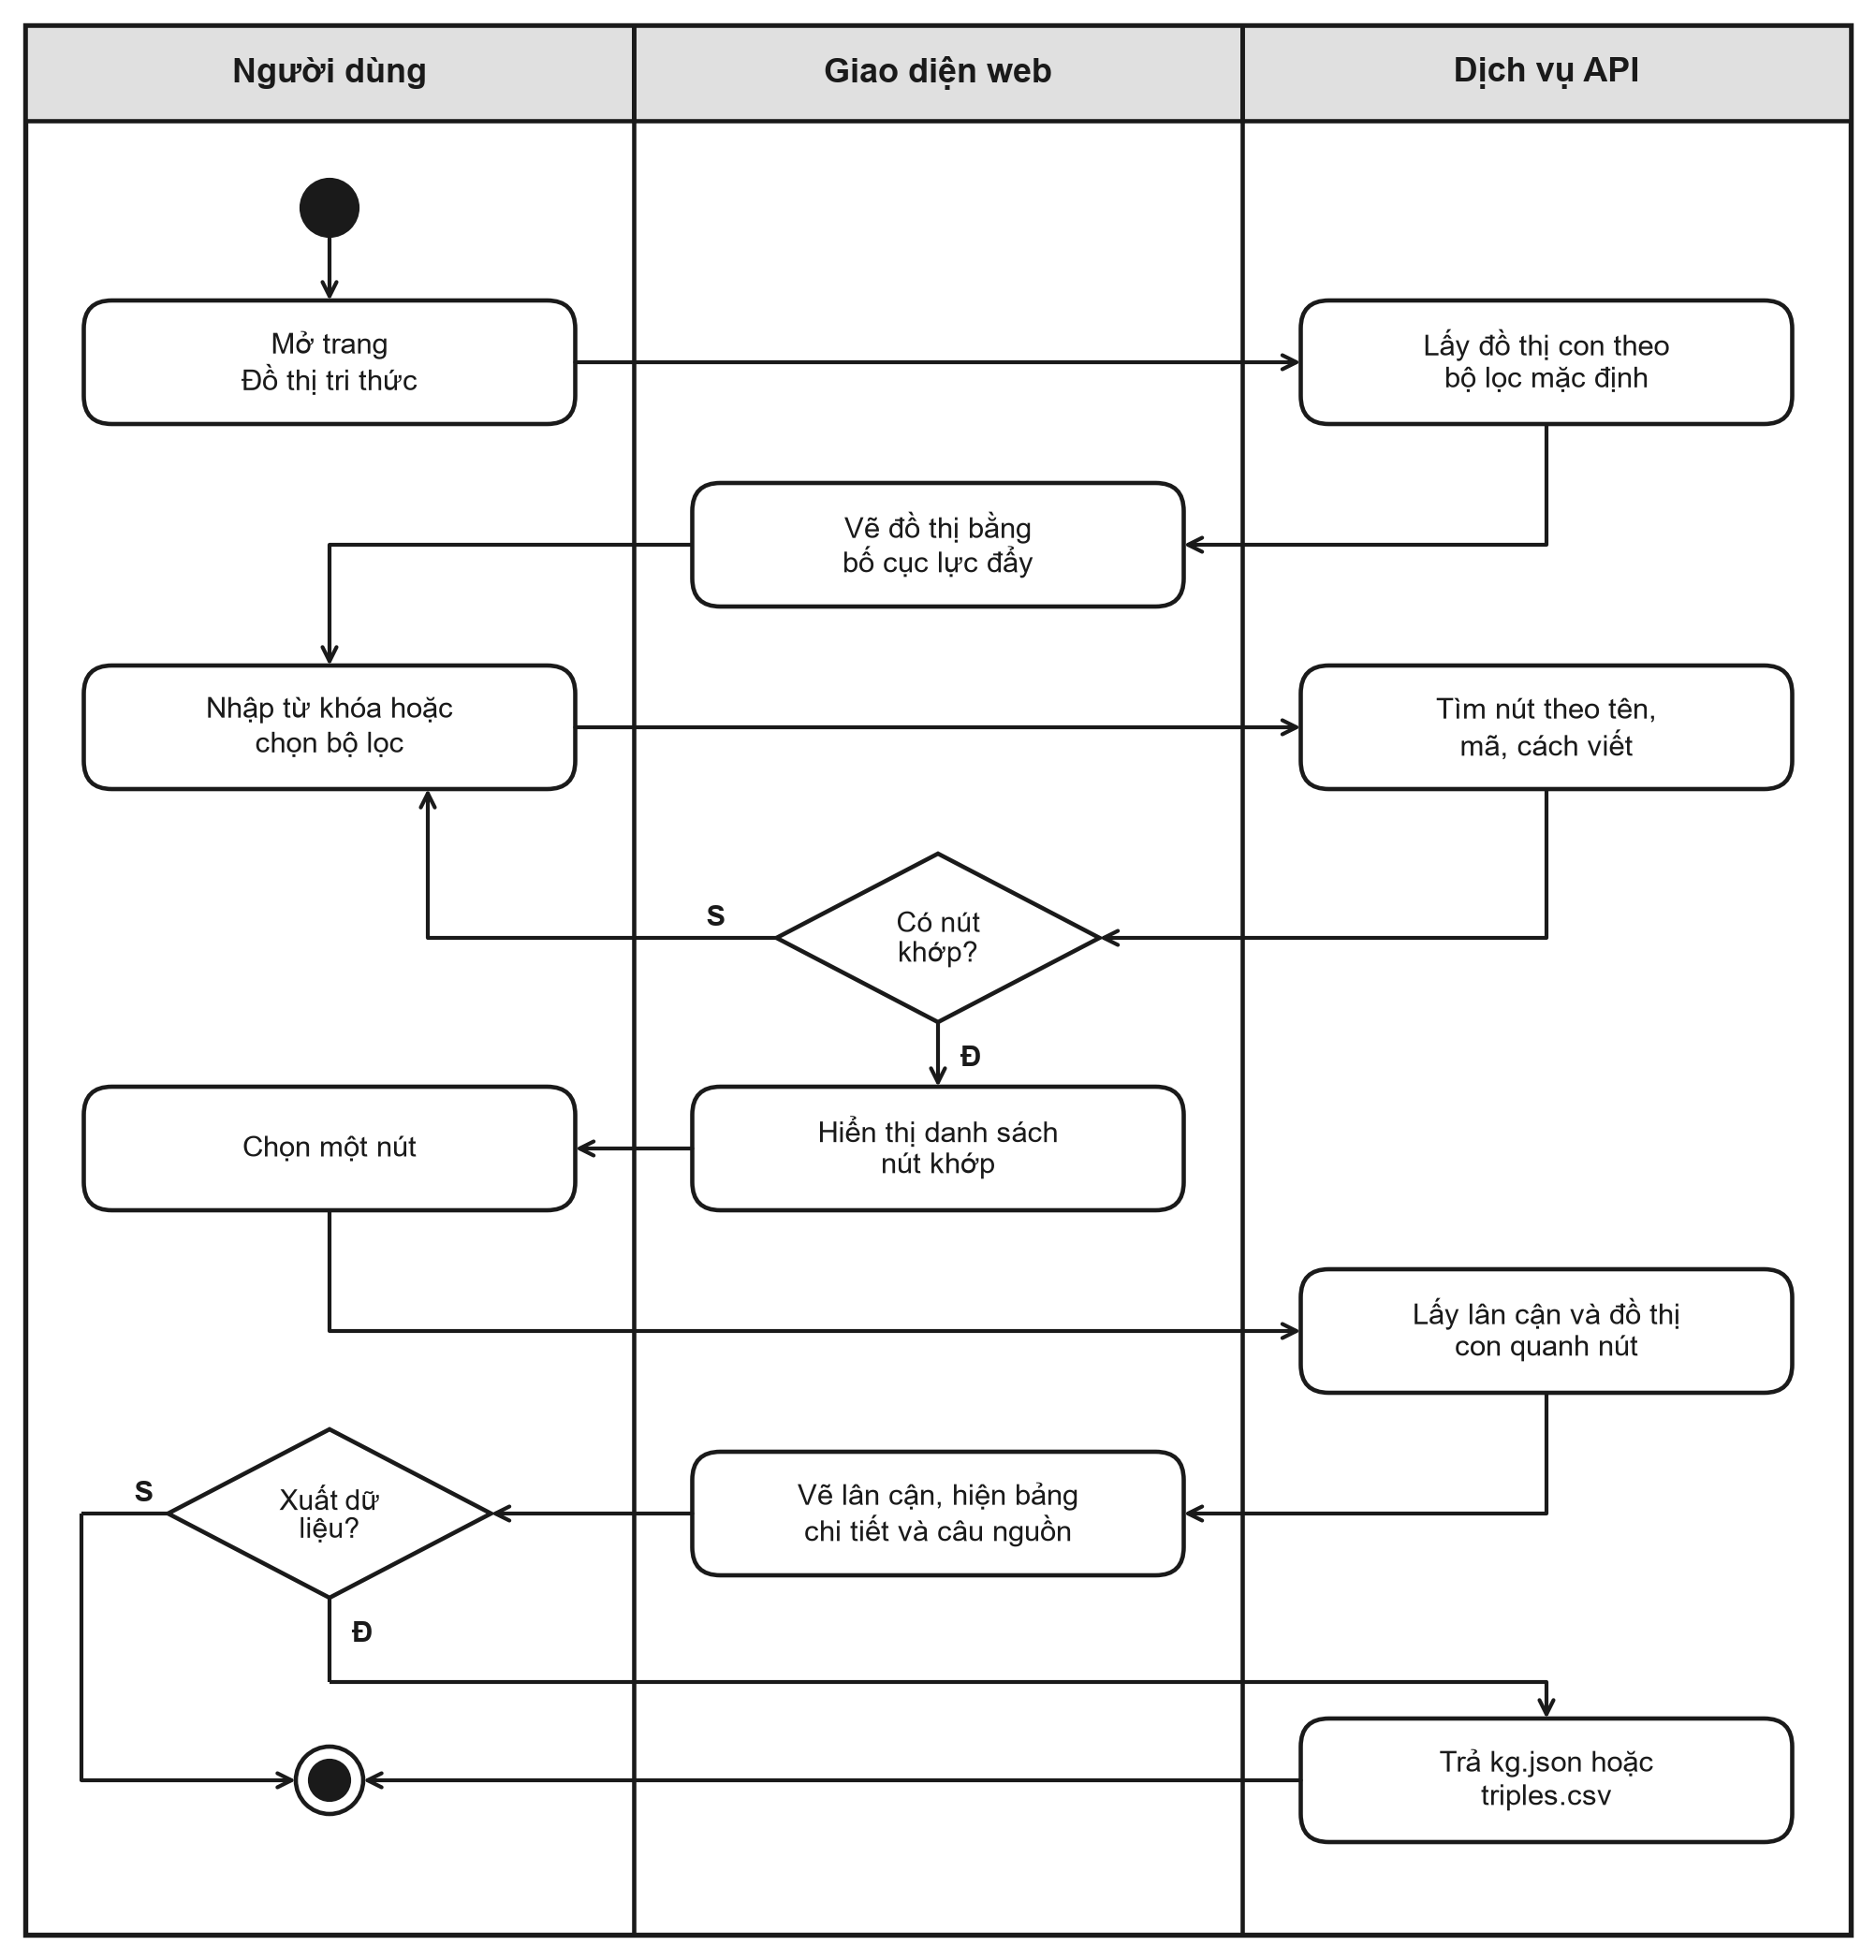 Người dùng
Giao diện web
Dịch vụ API
Mở trang
Đồ thị tri thức
Lấy đồ thị con theo
bộ lọc mặc định
Vẽ đồ thị bằng
bố cục lực đẩy
Nhập từ khóa hoặc
chọn bộ lọc
Tìm nút theo tên,
mã, cách viết
Có nút
khớp?
S
Đ
Chọn một nút
Hiển thị danh sách
nút khớp
Lấy lân cận và đồ thị
con quanh nút
S
Xuất dữ
liệu?
Vẽ lân cận, hiện bảng
chi tiết và câu nguồn
Đ
Trả kg.json hoặc
triples.csv